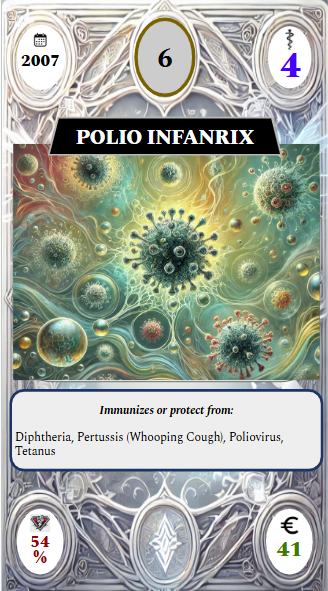 2007
6
4
POLIO INFANRIX
Immunizes or protect from:
Diphtheria, Pertussis (Whooping Cough), Poliovirus,
Tetanus
54
%
€
41